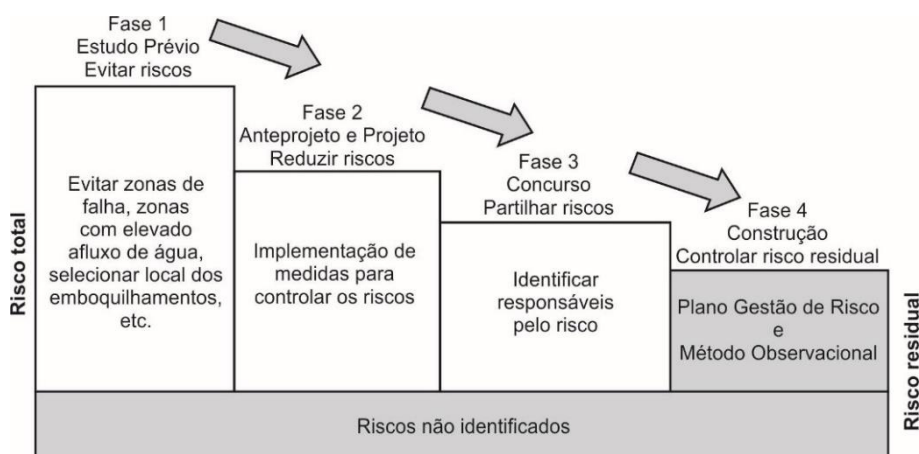 Fase 1
Estudo Prévio
Evitar riscos
Fase 2
Anteprojeto e Projeto
Reduzir riscos
Fase 3
Concurso
Partilhar riscos
Fase 4
Construção
Controlar risco residual
Risco total
Evitar zonas de
falha, zonas
com elevado
afluxo de água,
selecionar local dos
emboquilhamentos,
etc.
Implementação de
medidas para
controlar os riscos
Identificar
responsáveis
pelo risco
Plano Gestão de Risco
e
Método Observacional
Risco residual
Riscos não identificados